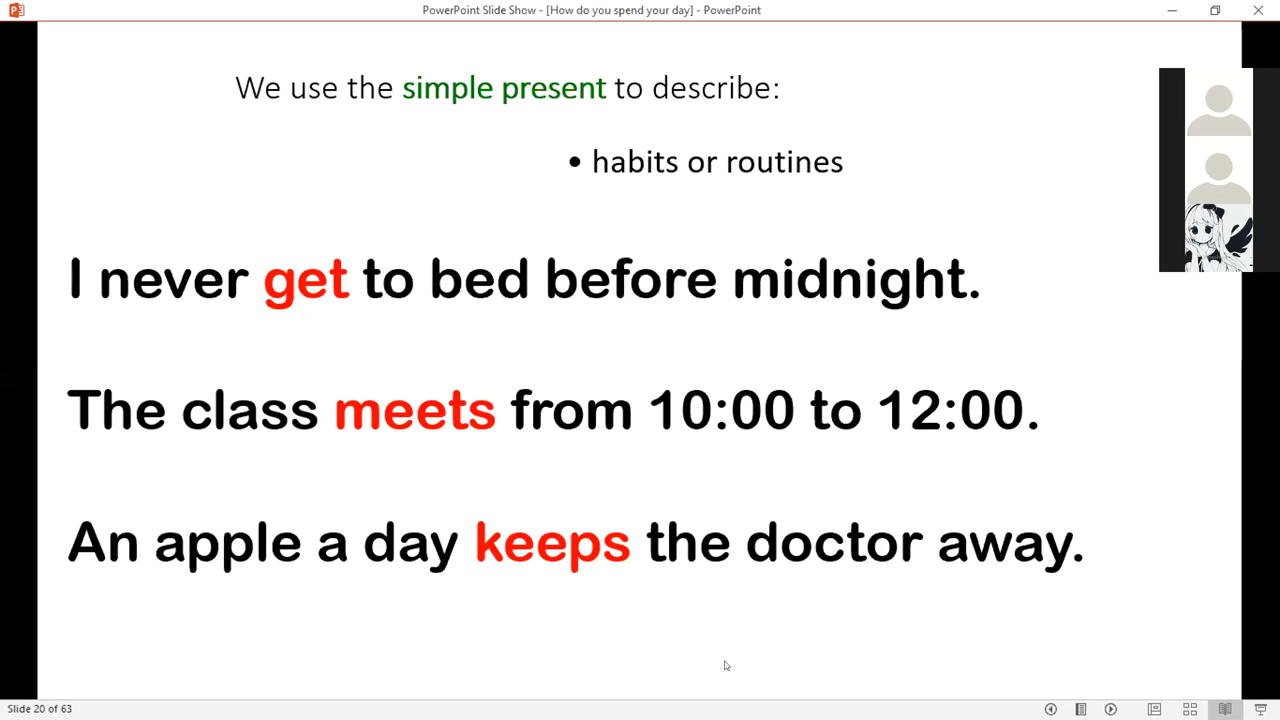 PowerPoint Slide Show - [How do you spend your day] - PowerPoint
We use the simple present to describe:
• habits or routines
I never get to bed before midnight.
The class meets from 10:00 to 12:00.
An apple a day keeps the doctor away.
Slide 20 of 63